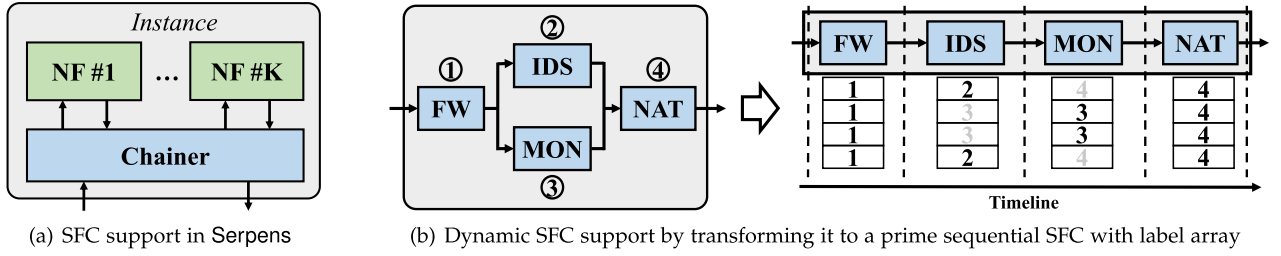 Instance
NF #1 ... NF #K
Chainer
(a) SFC support in Serpens
① FW
② IDS
③ MON
④ NAT
FW IDS MON NAT
1 2 4 4
1 3 3 4
1 3 3 4
1 2 4 4
Timeline
(b) Dynamic SFC support by transforming it to a prime sequential SFC with label array